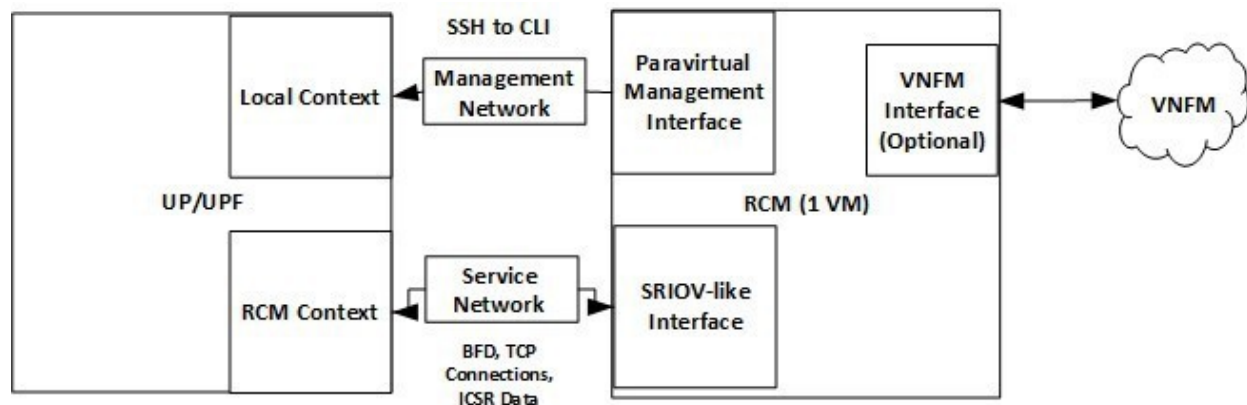 Local Context
UP/UPF
RCM Context
SSH to CLI
Management
Network
Service
Network
BFD, TCP
Connections,
ICSR Data
Paravirtual
Management
Interface
RCM (1 VM)
SRIOV-like
Interface
VNFM
Interface
(Optional)
VNFM